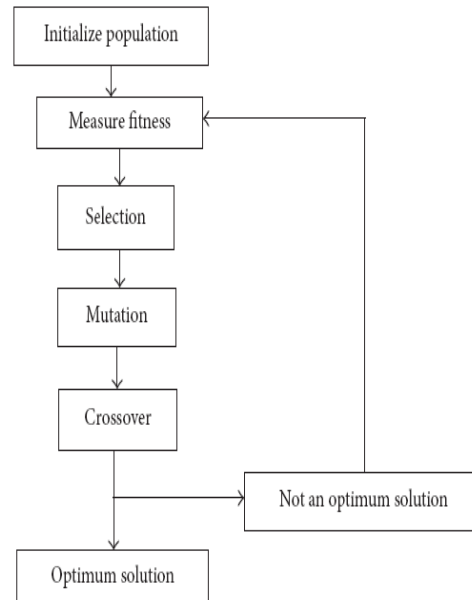 Initialize population
Measure fitness
Selection
Mutation
Crossover
Not an optimum solution
Optimum solution